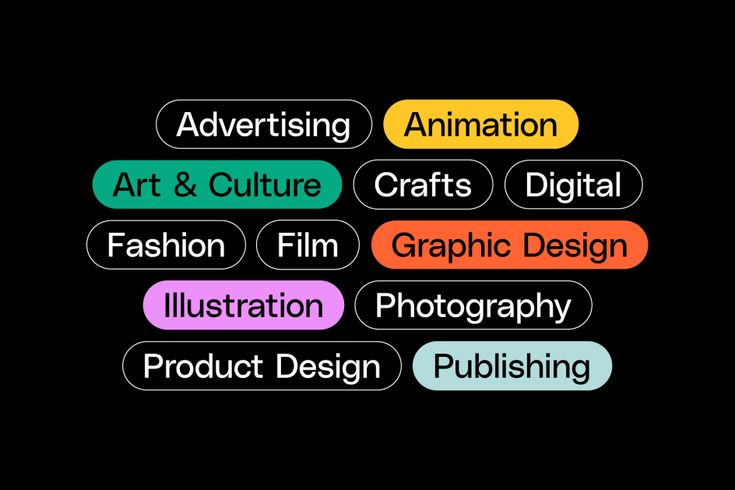 Advertising Animation
Art & Culture Crafts Digital
Fashion Film Graphic Design
Illustration Photography
Product Design Publishing